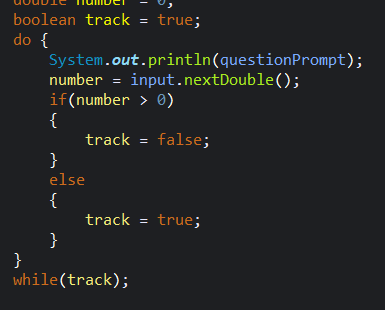 double number = 0;
boolean track = true;
do {
    System.out.println(questionPrompt);
    number = input.nextDouble();
    if(number > 0)
    {
        track = false;
    }
    else
    {
        track = true;
    }
}
while(track);